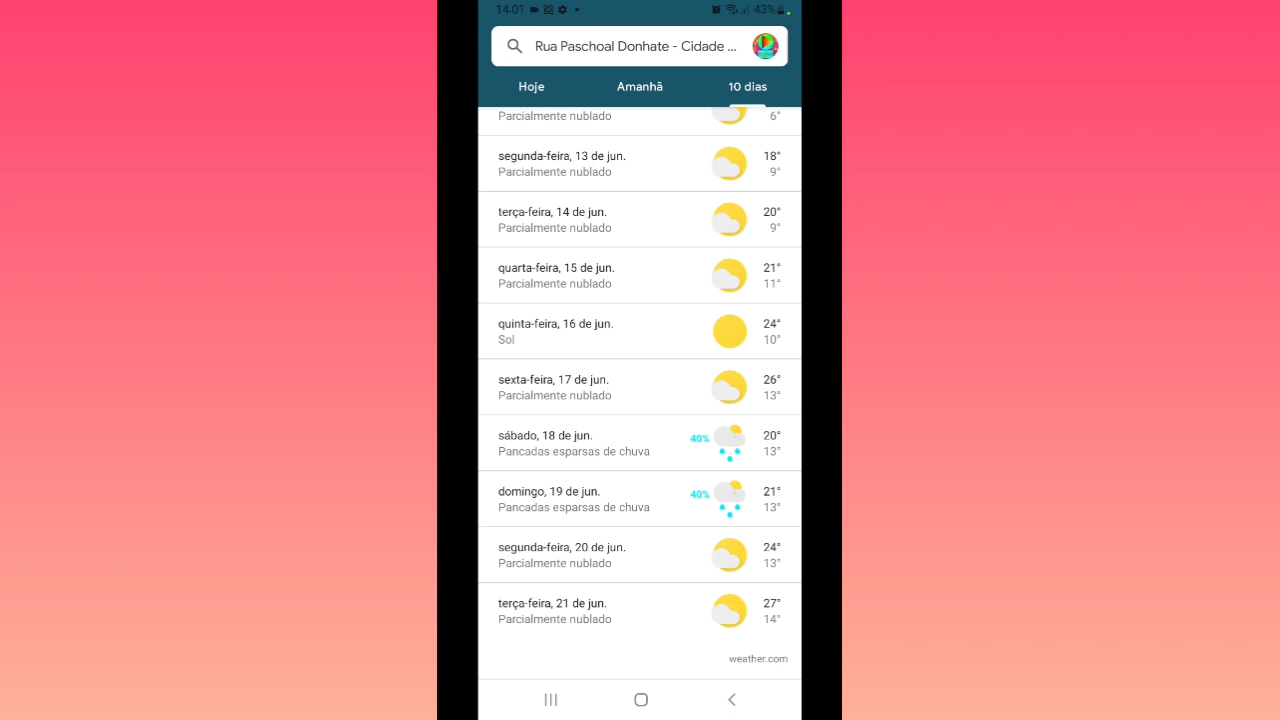 14:01 43%
Rua Paschoal Donhate - Cidade ...
Hoje Amanhã 10 dias
Parcialmente nublado 6°
segunda-feira, 13 de jun. 18°
Parcialmente nublado 9°
terça-feira, 14 de jun. 20°
Parcialmente nublado 9°
quarta-feira, 15 de jun. 21°
Parcialmente nublado 11°
quinta-feira, 16 de jun. 24°
Sol 10°
sexta-feira, 17 de jun. 26°
Parcialmente nublado 13°
sábado, 18 de jun. 40% 20°
Pancadas esparsas de chuva 13°
domingo, 19 de jun. 40% 21°
Pancadas esparsas de chuva 13°
segunda-feira, 20 de jun. 24°
Parcialmente nublado 13°
terça-feira, 21 de jun. 27°
Parcialmente nublado 14°
weather.com